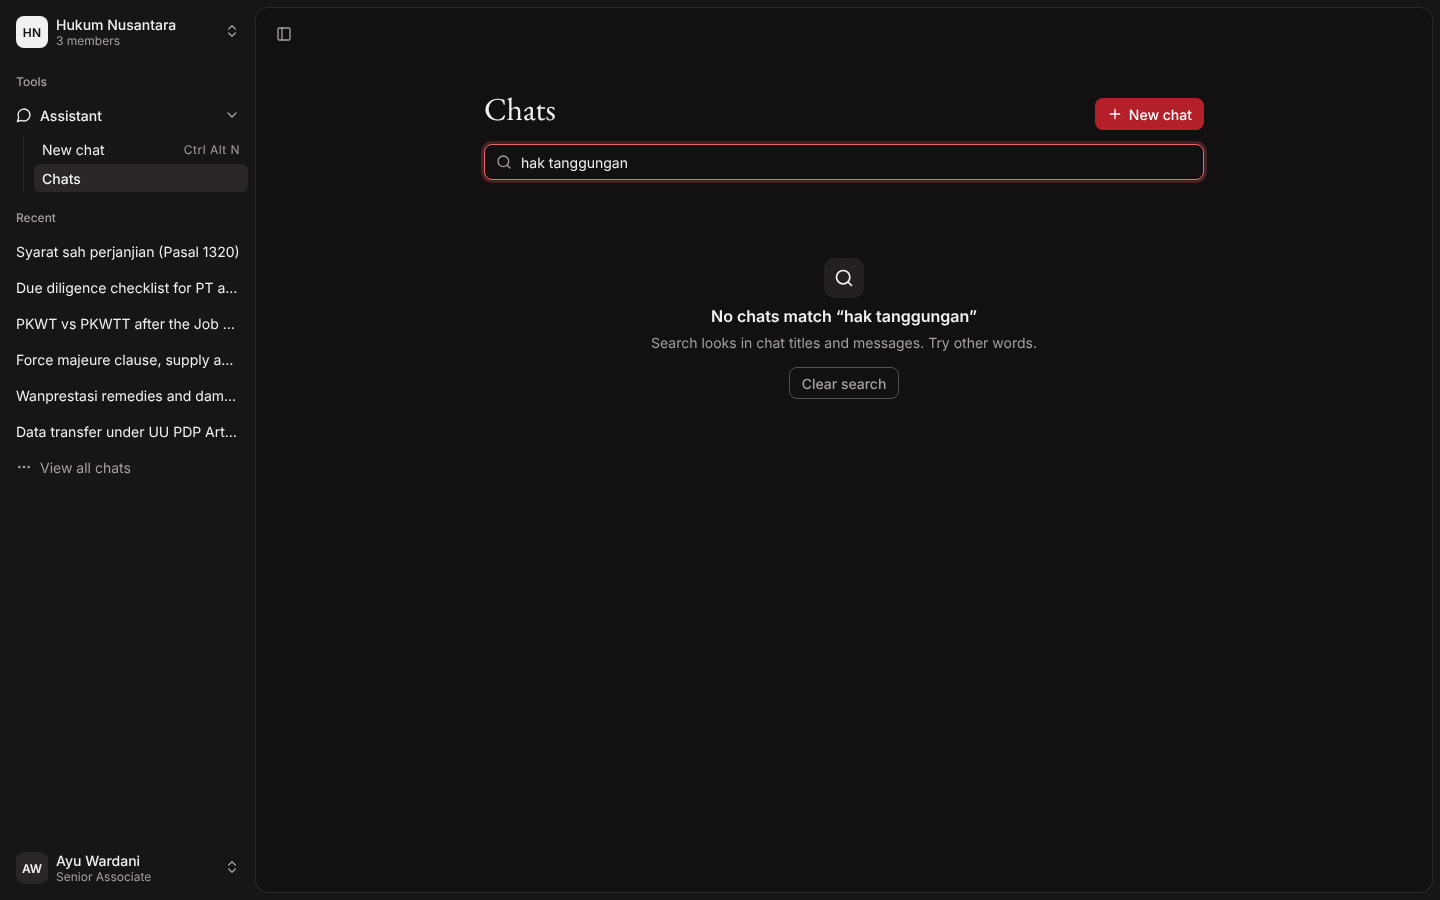 HN
Hukum Nusantara
3 members
Tools
Assistant
New chat Ctrl Alt N
Chats
Recent
Syarat sah perjanjian (Pasal 1320)
Due diligence checklist for PT a...
PKWT vs PKWTT after the Job ...
Force majeure clause, supply a...
Wanprestasi remedies and dam...
Data transfer under UU PDP Art...
View all chats
AW
Ayu Wardani
Senior Associate
Chats
New chat
hak tanggungan
No chats match “hak tanggungan”
Search looks in chat titles and messages. Try other words.
Clear search